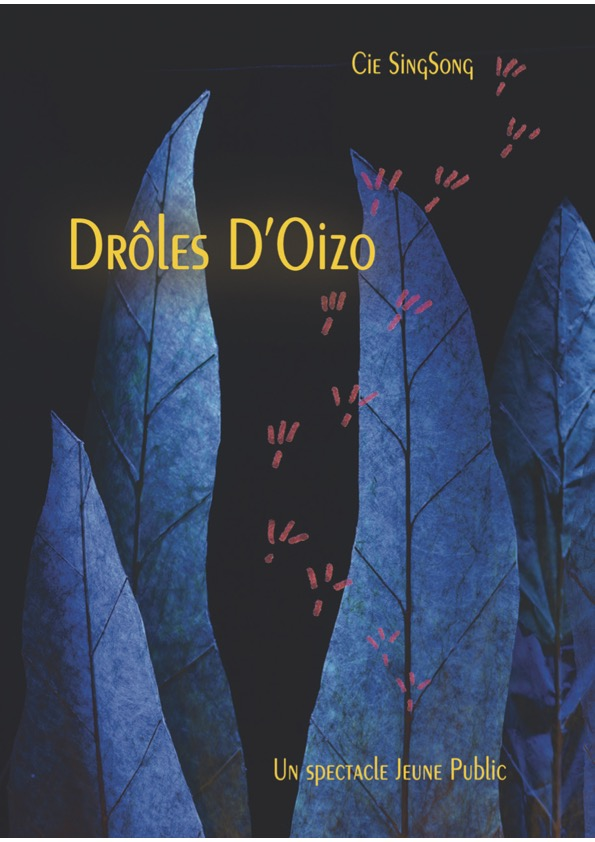 Cie SingSong
Drôles D'Oizo
Un spectacle Jeune Public